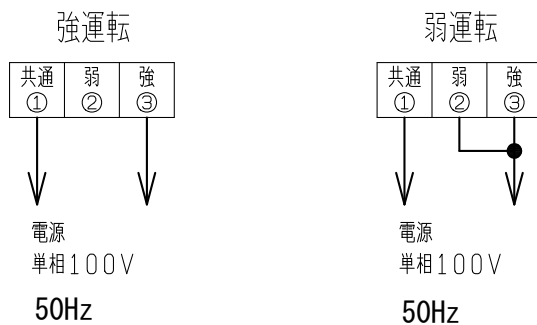 強運転
共通 弱 強
① ② ③
電源
単相100V
50Hz
弱運転
共通 弱 強
① ② ③
電源
単相100V
50Hz